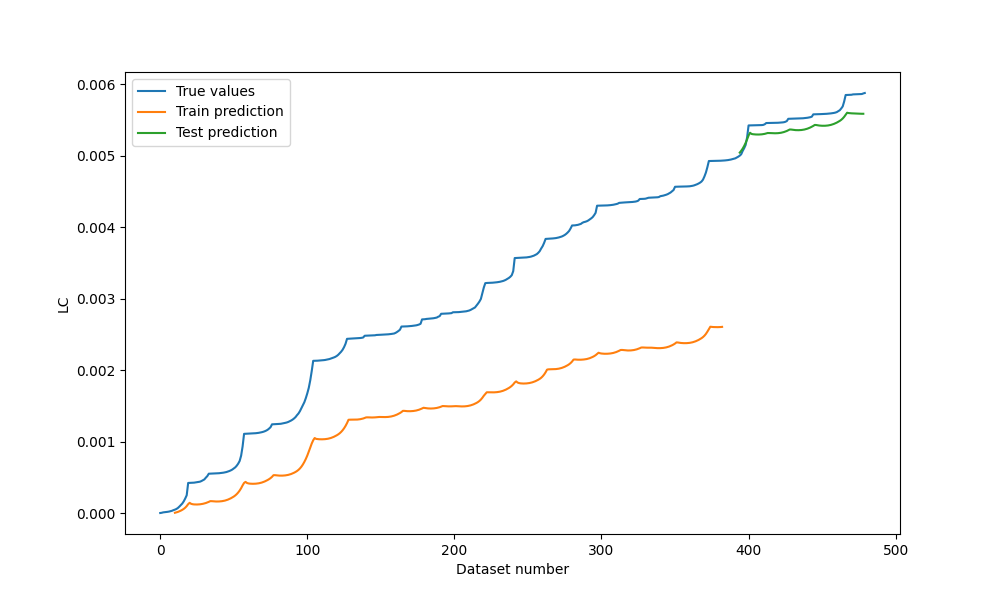 True values
Train prediction
Test prediction
0.006
0.005
0.004
0.003
0.002
0.001
0.000
LC
0
100
200
300
400
500
Dataset number